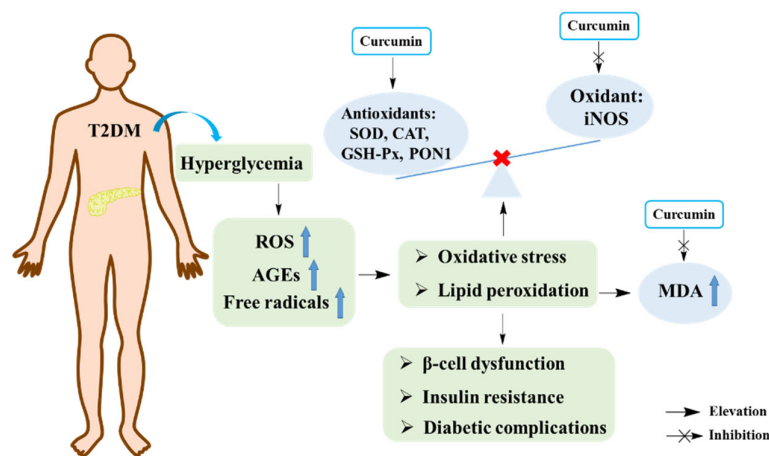 Curcumin
Curcumin
T2DM
Antioxidants:
SOD, CAT,
GSH-Px, PON1
Oxidant:
iNOS
Hyperglycemia
ROS
AGEs
Free radicals
➢ Oxidative stress
➢ Lipid peroxidation
Curcumin
MDA
➢ β-cell dysfunction
➢ Insulin resistance
➢ Diabetic complications
Elevation
Inhibition